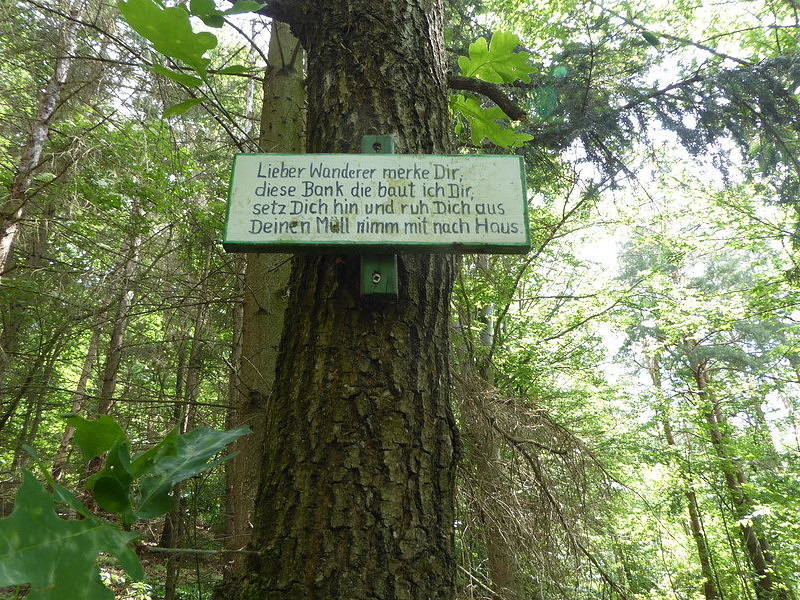 Lieber Wanderer merke Dir,
diese Bank die baut ich Dir,
setz Dich hin und ruh Dich aus
Deinen Müll nimm mit nach Haus.